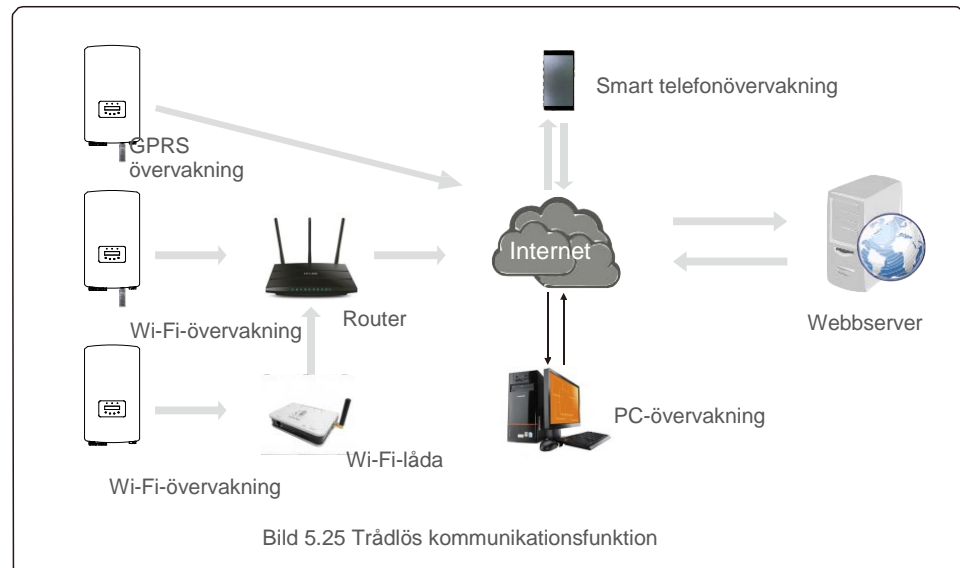 Smart telefonövervakning
GPRS
övervakning
Internet
Wi-Fi-övervakning
Router
Webbserver
PC-övervakning
Wi-Fi-låda
Wi-Fi-övervakning
Bild 5.25 Trådlös kommunikationsfunktion